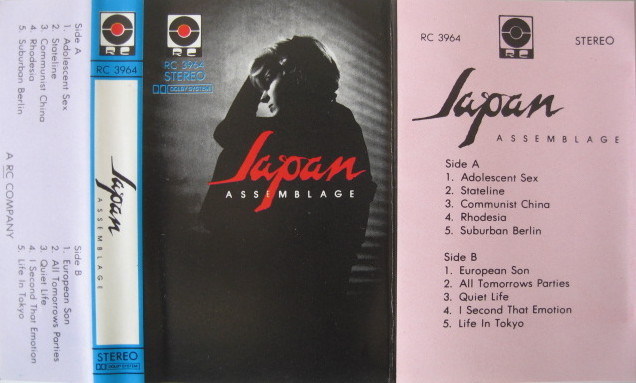 Side A
1. Adolescent Sex
2. Stateline
3. Communist China
4. Rhodesia
5. Suburban Berlin
A RC COMPANY
Side B
1. European Son
2. All Tomorrows Parties
3. Quiet Life
4. I Second That Emotion
5. Life In Tokyo
RC
RC 3964
Japan
ASSEMBLAGE
STEREO
DOLBY SYSTEM
RC
RC 3964
STEREO
DOLBY SYSTEM
Japan
ASSEMBLAGE
RC 3964
RC
STEREO
Japan
ASSEMBLAGE
Side A
1. Adolescent Sex
2. Stateline
3. Communist China
4. Rhodesia
5. Suburban Berlin
Side B
1. European Son
2. All Tomorrows Parties
3. Quiet Life
4. I Second That Emotion
5. Life In Tokyo